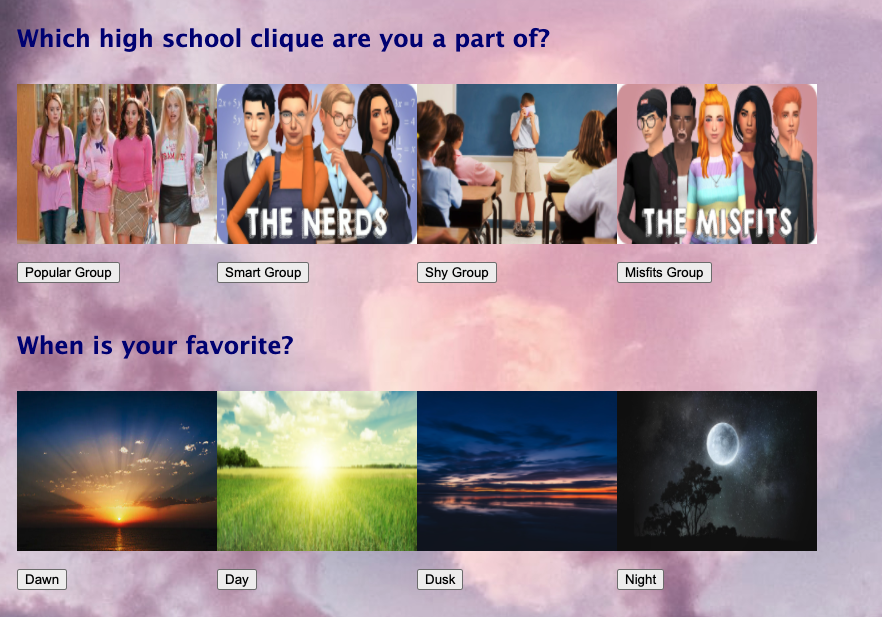 Which high school clique are you a part of?
THE NERDS
THE MISFITS
Popular Group
Smart Group
Shy Group
Misfits Group
When is your favorite?
Dawn
Day
Dusk
Night